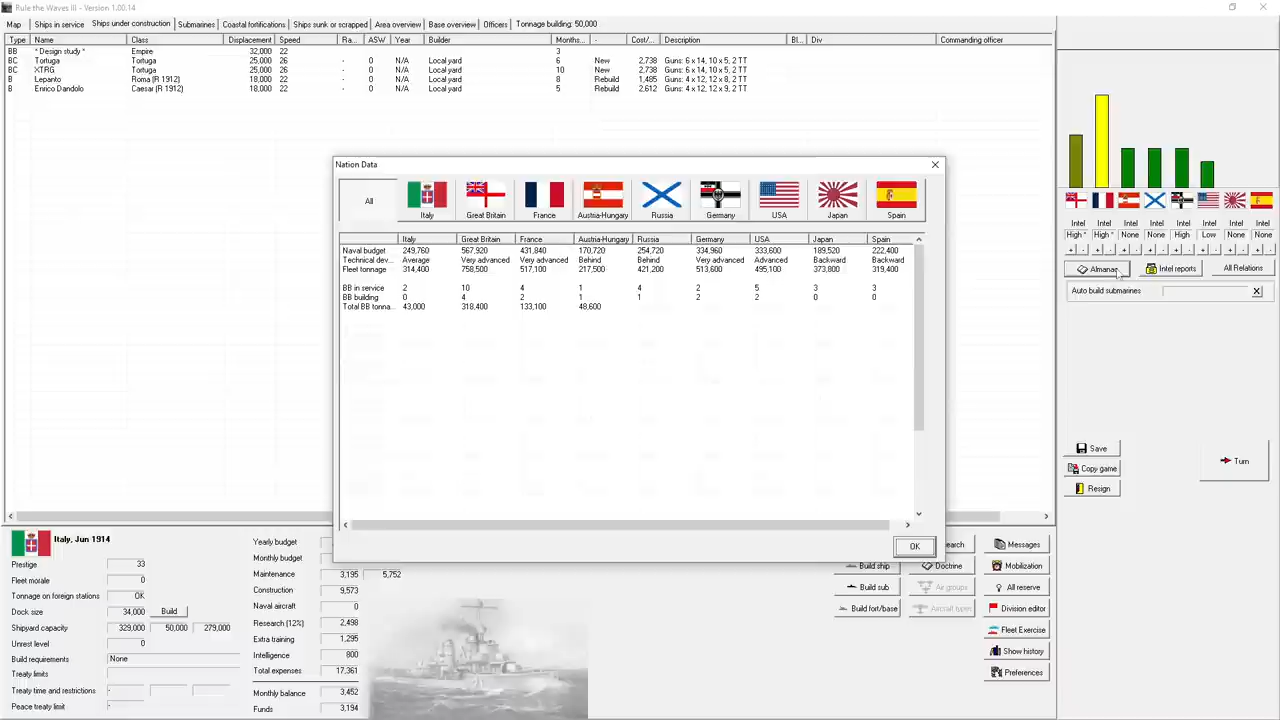 Rule the Waves III - Version 1.00.14
Map Ships in service Ships under construction Submarines Coastal fortifications Ships sunk or scrapped Area overview Base overview Officers Tonnage building: 50,000
Type Name Class Displacement Speed Ra... ASW Year Builder Months... - Cost/... Description Bl... Div Commanding officer
BB * Design study * Empire 32,000 22 3
BC Tortuga Tortuga 25,000 26 - 0 N/A Local yard 6 New 2,738 Guns: 6 x 14, 10 x 5, 2 TT
BC XTRG Tortuga 25,000 26 - 0 N/A Local yard 10 New 2,738 Guns: 6 x 14, 10 x 5, 2 TT
B Lepanto Roma (R 1912) 18,000 22 - 0 N/A Local yard 8 Rebuild 1,485 Guns: 4 x 12, 12 x 8, 2 TT
B Enrico Dandolo Caesar (R 1912) 18,000 22 - 0 N/A Local yard 5 Rebuild 2,612 Guns: 4 x 12, 12 x 9, 2 TT
Nation Data
All Italy Great Britain France Austria-Hungary Russia Germany USA Japan Spain
Italy Great Britain France Austria-Hungary Russia Germany USA Japan Spain
Naval budget 249,760 567,920 431,840 170,720 254,720 334,960 333,600 189,520 222,400
Technical dev... Average Very advanced Very advanced Behind Behind Very advanced Advanced Backward Backward
Fleet tonnage 314,400 758,500 517,100 217,500 421,200 513,600 495,100 373,800 319,400
BB in service 2 10 4 1 4 2 5 3 3
BB building 0 4 2 1 1 2 2 0 0
Total BB tonna... 43,000 318,400 133,100 48,600
OK
Intel Intel Intel Intel Intel Intel Intel Intel
High * High * None None High Low None None
+ - + - + - + - + - + - + - + -
Almanac Intel reports All Relations
Auto build submarines
Save
Copy game
Resign
Turn
Italy, Jun 1914
Prestige 33
Fleet morale 0
Tonnage on foreign stations OK
Dock size 34,000 Build
Shipyard capacity 329,000 50,000 279,000
Unrest level 0
Build requirements None
Treaty limits
Treaty time and restrictions -
Peace treaty limit -
Yearly budget
Monthly budget
Maintenance 3,195 5,752
Construction 9,573
Naval aircraft 0
Research (12%) 2,498
Extra training 1,295
Intelligence 800
Total expenses 17,361
Monthly balance 3,452
Funds 3,194
earch Messages
Build ship Doctrine Mobilization
Build sub Air groups All reserve
Build fort/base Aircraft types Division editor
Fleet Exercise
Show history
Preferences